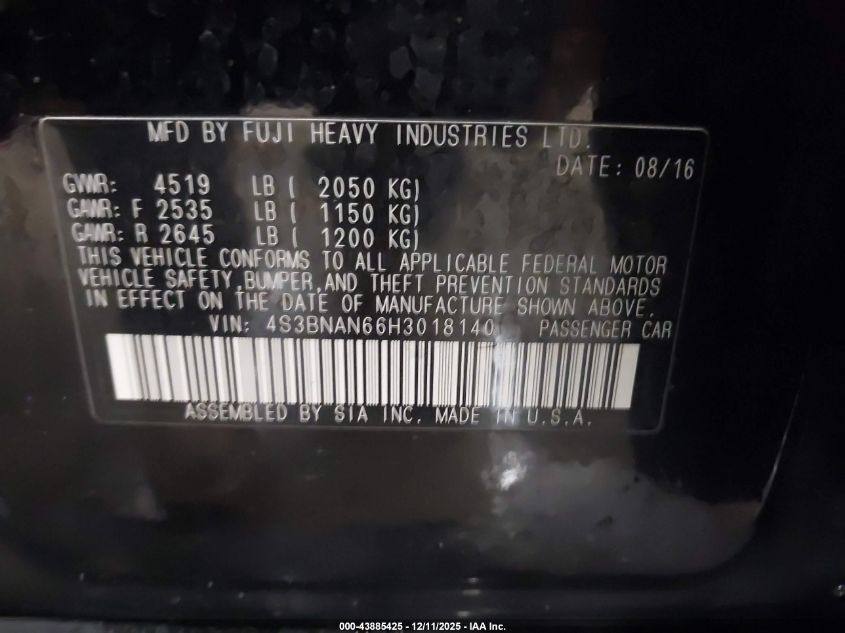 MFD BY FUJI HEAVY INDUSTRIES LTD.
DATE: 08/16
GVWR: 4519 LB ( 2050 KG)
GAWR: F 2535 LB ( 1150 KG)
GAWR: R 2645 LB ( 1200 KG)
THIS VEHICLE CONFORMS TO ALL APPLICABLE FEDERAL MOTOR
VEHICLE SAFETY,BUMPER,AND THEFT PREVENTION STANDARDS
IN EFFECT ON THE DATE OF MANUFACTURE SHOWN ABOVE.
VIN: 4S3BNAN66H3018140 PASSENGER CAR
ASSEMBLED BY SIA INC. MADE IN U.S.A.
000-43885425 - 12/11/2025 - IAA Inc.